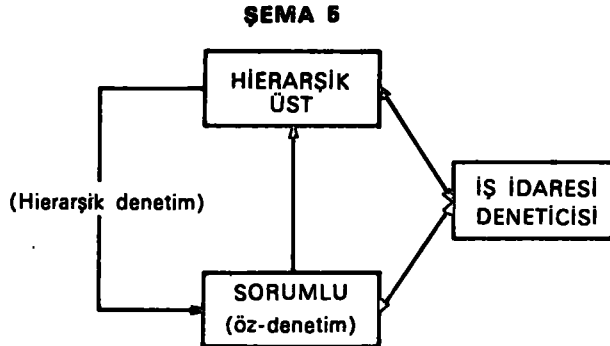 ŞEMA 5
HİERARŞİK
ÜST
(Hierarşik denetim)
İŞ İDARESİ
DENETİCİSİ
SORUMLU
(öz-denetim)